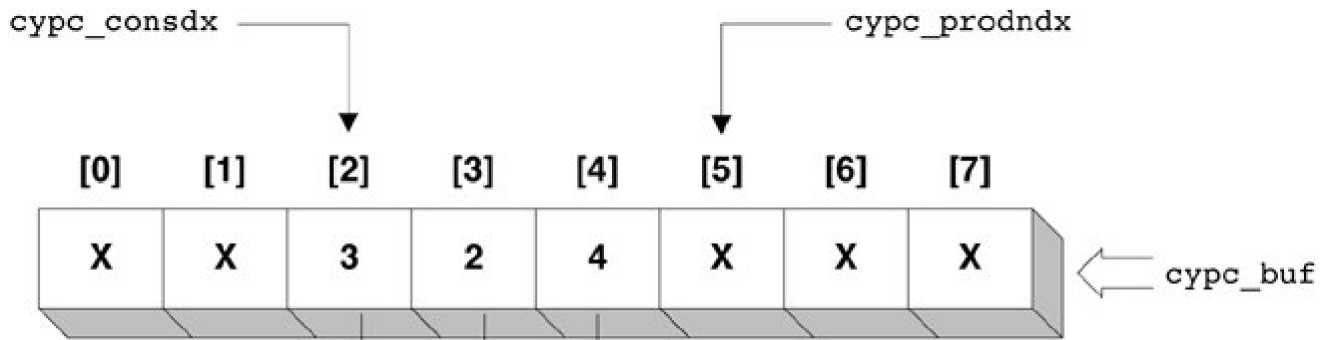 cypc_consdx cypc_prodndx
[0] [1] [2] [3] [4] [5] [6] [7]
X X 3 2 4 X X X
cypc_buf